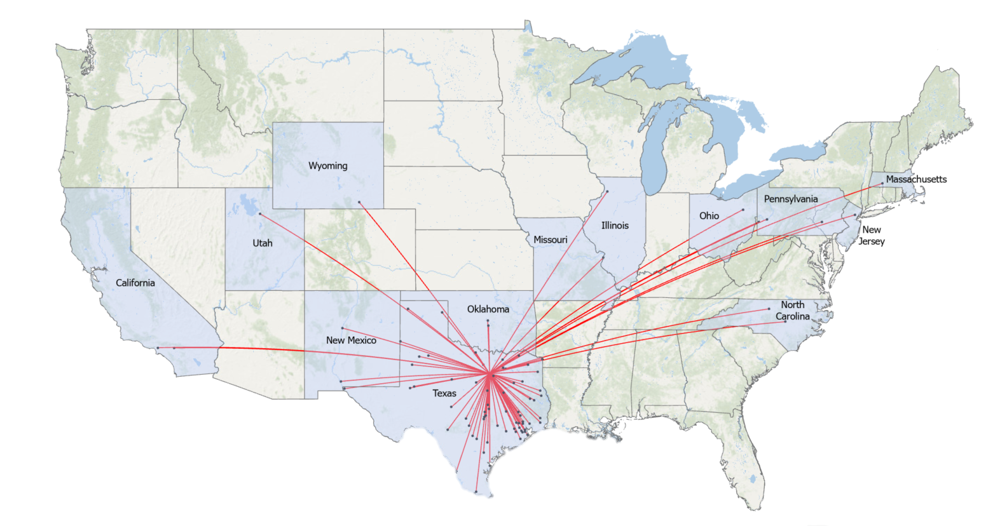 Massachusetts
Wyoming
Pennsylvania
Ohio
Illinois
New
Jersey
Missouri
Utah
California
Oklahoma
North
Carolina
New Mexico
Texas